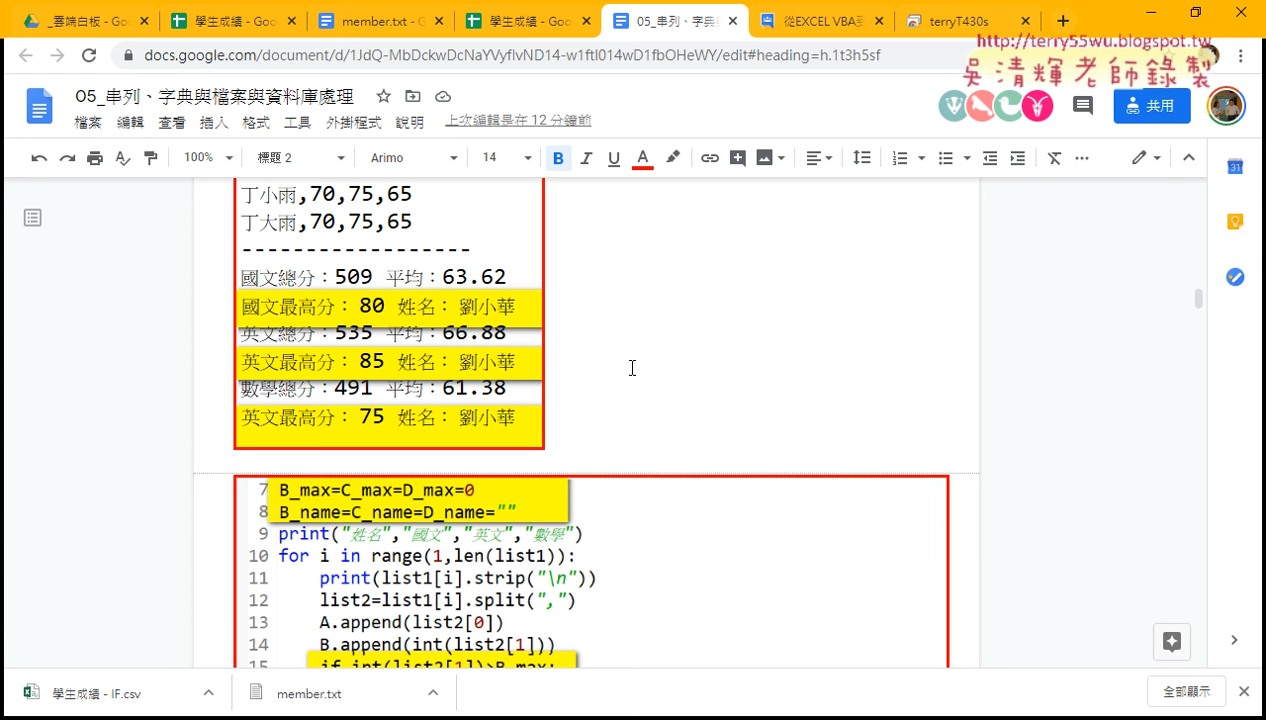 _雲端白板 - Goo
學生成績 - Goo
member.txt - G
學生成績 - Goo
05_串列、字典
從EXCEL VBA到
terryT430s
docs.google.com/document/d/1JdQ-MbDckwDcNaYVyflvND14-w1ftI014wD1fbOHeWY/edit#heading=h.1t3h5sf
http://terry55wu.blogspot.tw
吳清輝老師錄製
05_串列、字典與檔案與資料庫處理
檔案 編輯 查看 插入 格式 工具 外掛程式 說明 上次編輯是在 12 分鐘前
共用
100% 標題 2 Arimo 14 B I U A
31
丁小雨,70,75,65
丁大雨,70,75,65
------------------
國文總分：509 平均：63.62
國文最高分： 80 姓名： 劉小華
英文總分：535 平均：66.88
英文最高分： 85 姓名： 劉小華
數學總分：491 平均：61.38
英文最高分： 75 姓名： 劉小華
7 B_max=C_max=D_max=0
8 B_name=C_name=D_name=""
9 print("姓名","國文","英文","數學")
10 for i in range(1,len(list1)):
11 print(list1[i].strip("\n"))
12 list2=list1[i].split(",")
13 A.append(list2[0])
14 B.append(int(list2[1]))
15 if int(list2[1])>B_max:
學生成績 - IF.csv
member.txt
全部顯示